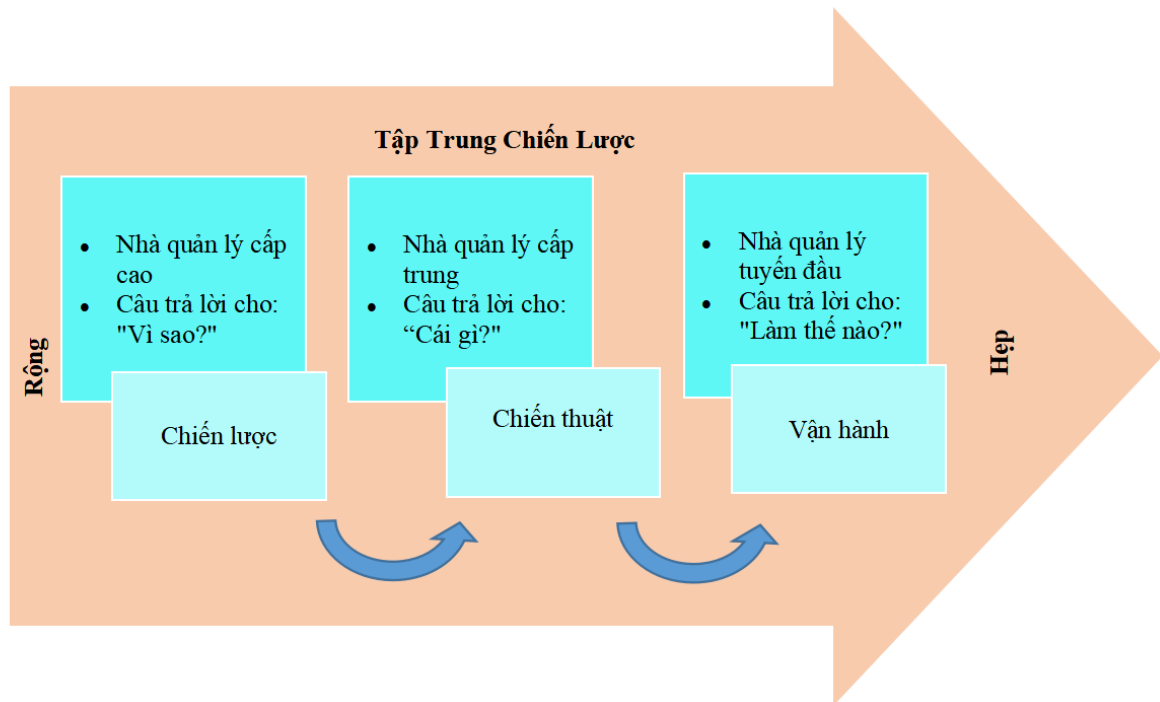 Tập Trung Chiến Lược
Rộng
• Nhà quản lý cấp
cao
• Câu trả lời cho:
"Vì sao?"
Chiến lược
• Nhà quản lý cấp
trung
• Câu trả lời cho:
“Cái gì?"
Chiến thuật
• Nhà quản lý
tuyến đầu
• Câu trả lời cho:
"Làm thế nào?"
Vận hành
Hẹp